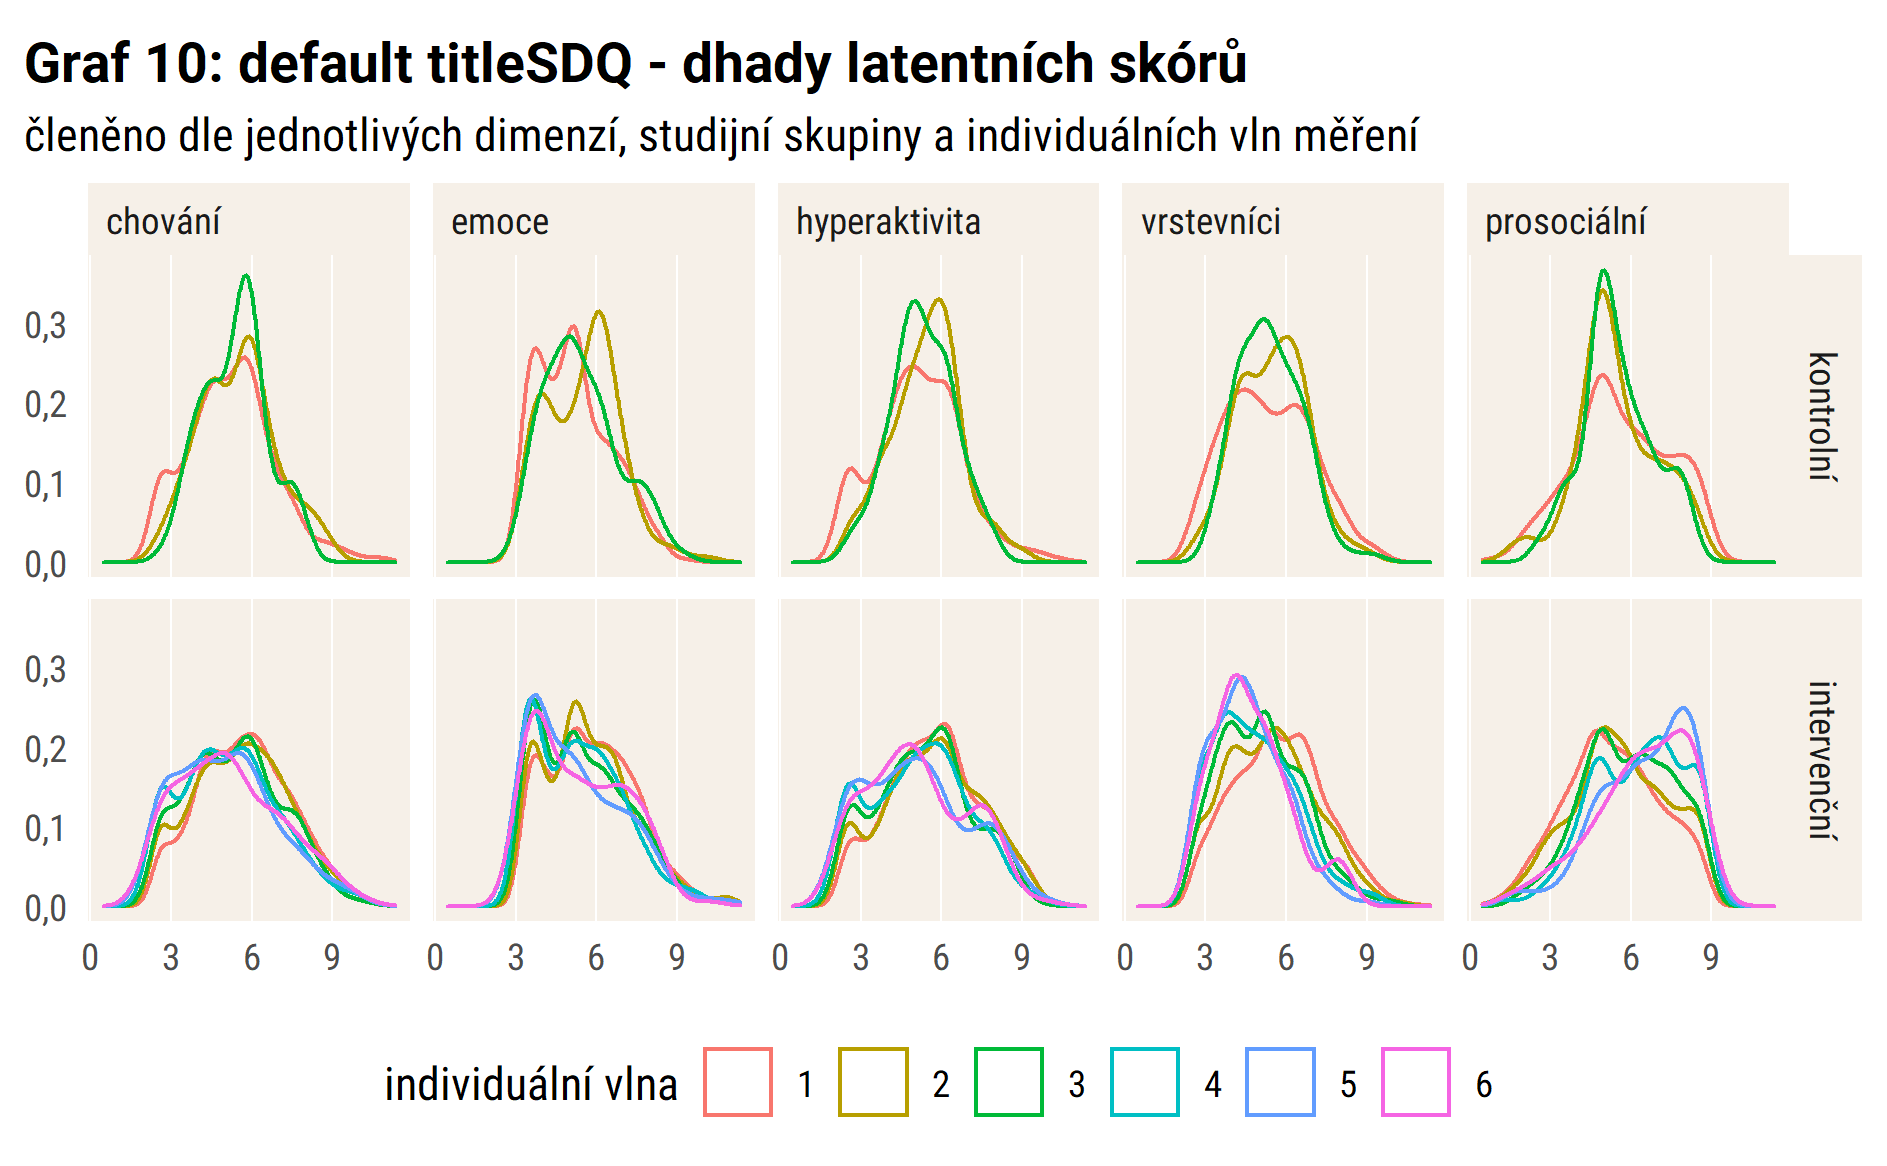 Graf 10: default titleSDQ - dhady latentních skórů
členěno dle jednotlivých dimenzí, studijní skupiny a individuálních vln měření
chování emoce hyperaktivita vrstevníci prosociální
0,3
0,2
0,1
0,0
kontrolní
0,3
0,2
0,1
0,0
intervenční
0 3 6 9 0 3 6 9 0 3 6 9 0 3 6 9 0 3 6 9
individuální vlna 1 2 3 4 5 6